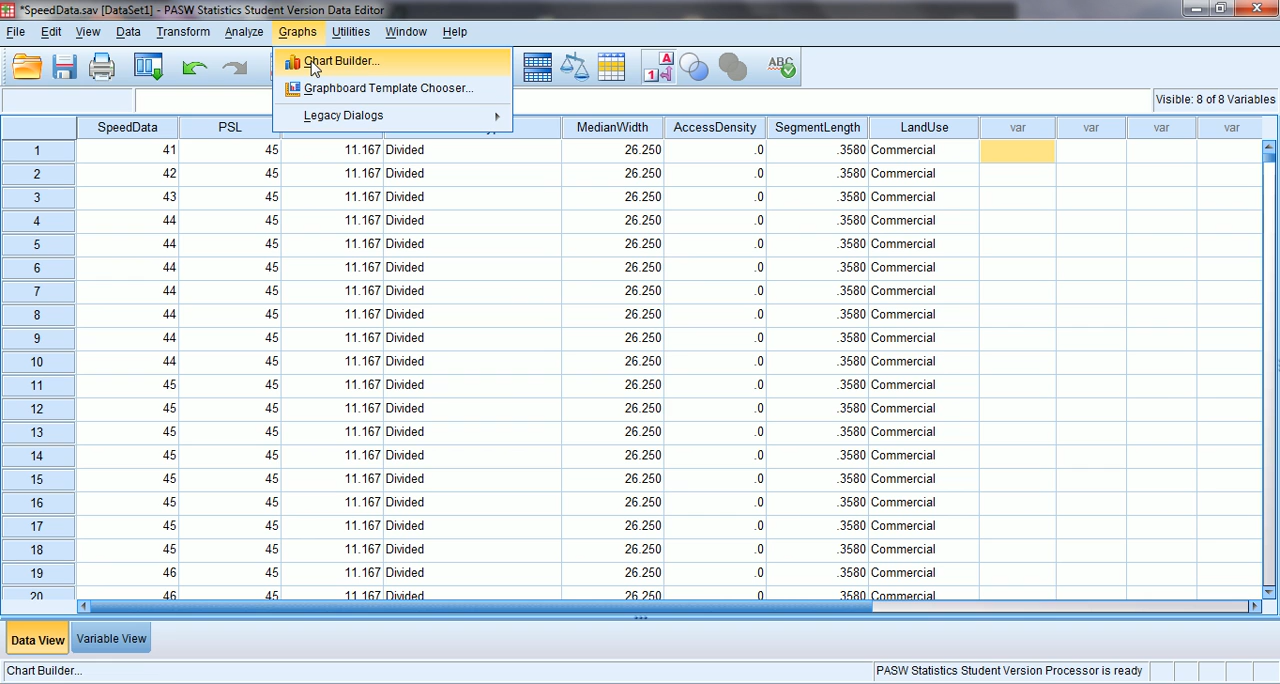 *SpeedData.sav [DataSet1] - PASW Statistics Student Version Data Editor
File Edit View Data Transform Analyze Graphs Utilities Window Help
Chart Builder...
Graphboard Template Chooser...
Legacy Dialogs
Visible: 8 of 8 Variables
SpeedData PSL MedianWidth AccessDensity SegmentLength LandUse var var var var
1 41 45 11.167 Divided 26.250 .0 .3580 Commercial
2 42 45 11.167 Divided 26.250 .0 .3580 Commercial
3 43 45 11.167 Divided 26.250 .0 .3580 Commercial
4 44 45 11.167 Divided 26.250 .0 .3580 Commercial
5 44 45 11.167 Divided 26.250 .0 .3580 Commercial
6 44 45 11.167 Divided 26.250 .0 .3580 Commercial
7 44 45 11.167 Divided 26.250 .0 .3580 Commercial
8 44 45 11.167 Divided 26.250 .0 .3580 Commercial
9 44 45 11.167 Divided 26.250 .0 .3580 Commercial
10 44 45 11.167 Divided 26.250 .0 .3580 Commercial
11 45 45 11.167 Divided 26.250 .0 .3580 Commercial
12 45 45 11.167 Divided 26.250 .0 .3580 Commercial
13 45 45 11.167 Divided 26.250 .0 .3580 Commercial
14 45 45 11.167 Divided 26.250 .0 .3580 Commercial
15 45 45 11.167 Divided 26.250 .0 .3580 Commercial
16 45 45 11.167 Divided 26.250 .0 .3580 Commercial
17 45 45 11.167 Divided 26.250 .0 .3580 Commercial
18 45 45 11.167 Divided 26.250 .0 .3580 Commercial
19 46 45 11.167 Divided 26.250 .0 .3580 Commercial
20 46 45 11.167 Divided 26.250 .0 .3580 Commercial
Data View Variable View
Chart Builder... PASW Statistics Student Version Processor is ready